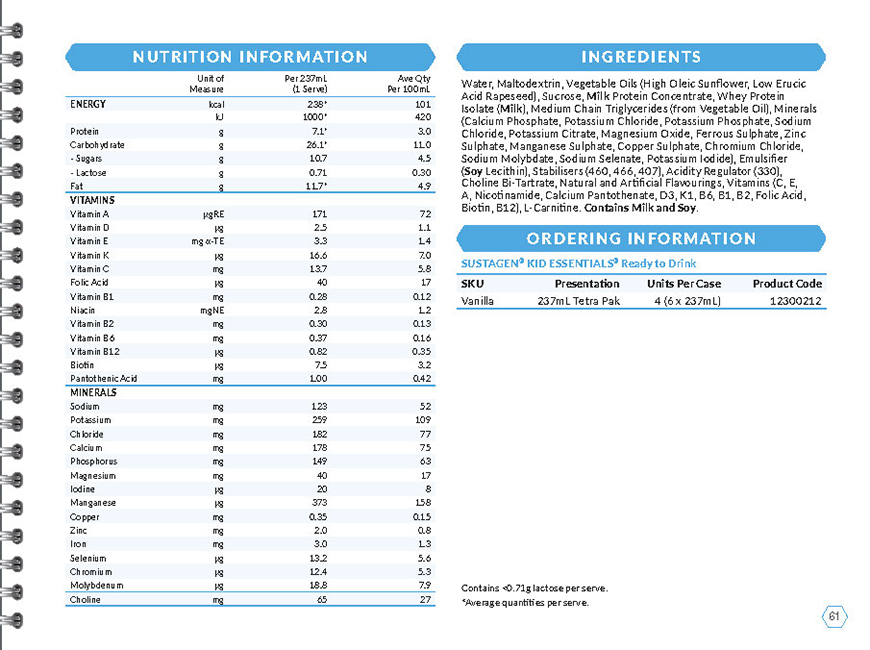 NUTRITION INFORMATION
Unit of Measure Per 237mL (1 Serve) Ave Qty Per 100mL
ENERGY kcal 238* 101
kJ 1000* 420
Protein g 7.1* 3.0
Carbohydrate g 26.1* 11.0
- Sugars g 10.7 4.5
- Lactose g 0.71 0.30
Fat g 11.7* 4.9
VITAMINS
Vitamin A µgRE 171 72
Vitamin D µg 2.5 1.1
Vitamin E mg α-TE 3.3 1.4
Vitamin K µg 16.6 7.0
Vitamin C mg 13.7 5.8
Folic Acid µg 40 17
Vitamin B1 mg 0.28 0.12
Niacin mgNE 2.8 1.2
Vitamin B2 mg 0.30 0.13
Vitamin B6 mg 0.37 0.16
Vitamin B12 µg 0.82 0.35
Biotin µg 7.5 3.2
Pantothenic Acid mg 1.00 0.42
MINERALS
Sodium mg 123 52
Potassium mg 259 109
Chloride mg 182 77
Calcium mg 178 75
Phosphorus mg 149 63
Magnesium mg 40 17
Iodine µg 20 8
Manganese µg 373 158
Copper mg 0.35 0.15
Zinc mg 2.0 0.8
Iron mg 3.0 1.3
Selenium µg 13.2 5.6
Chromium µg 12.4 5.3
Molybdenum µg 18.8 7.9
Choline mg 65 27
INGREDIENTS
Water, Maltodextrin, Vegetable Oils (High Oleic Sunflower, Low Erucic
Acid Rapeseed), Sucrose, Milk Protein Concentrate, Whey Protein
Isolate (Milk), Medium Chain Triglycerides (from Vegetable Oil), Minerals
(Calcium Phosphate, Potassium Chloride, Potassium Phosphate, Sodium
Chloride, Potassium Citrate, Magnesium Oxide, Ferrous Sulphate, Zinc
Sulphate, Manganese Sulphate, Copper Sulphate, Chromium Chloride,
Sodium Molybdate, Sodium Selenate, Potassium Iodide), Emulsifier
(Soy Lecithin), Stabilisers (460, 466, 407), Acidity Regulator (330),
Choline Bi-Tartrate, Natural and Artificial Flavourings, Vitamins (C, E,
A, Nicotinamide, Calcium Pantothenate, D3, K1, B6, B1, B2, Folic Acid,
Biotin, B12), L-Carnitine. Contains Milk and Soy.
ORDERING INFORMATION
SUSTAGEN® KID ESSENTIALS® Ready to Drink
SKU Presentation Units Per Case Product Code
Vanilla 237mL Tetra Pak 4 (6 x 237mL) 12300212
Contains <0.71g lactose per serve.
*Average quantities per serve.
61